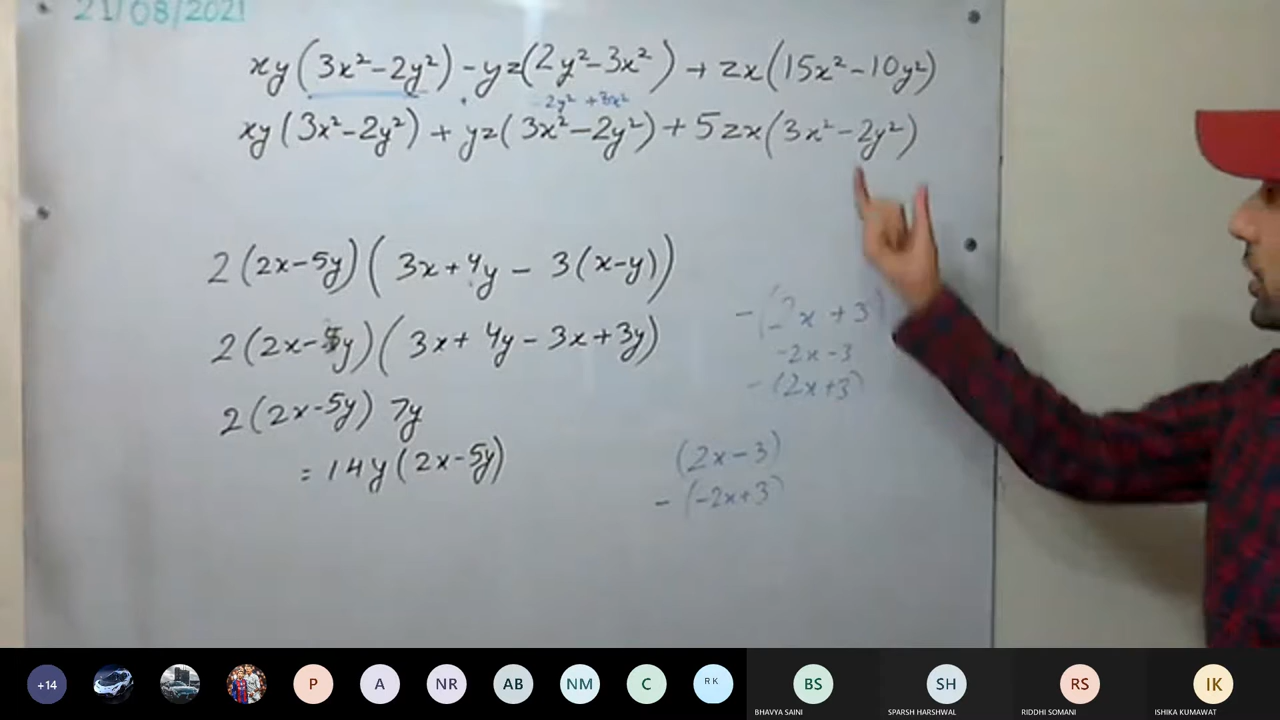 21/08/2021
xy(3x²-2y²) - yz(2y²-3x²) + zx(15x²-10y²)
-2y² +3x²
xy(3x²-2y²) + yz(3x²-2y²) + 5zx(3x²-2y²)
2(2x-5y)(3x+4y - 3(x-y))
2(2x-5y)(3x+4y-3x+3y)
2(2x-5y) 7y
= 14y(2x-5y)
-2x-3
-(2x+3)
(2x-3)
-(-2x+3)
+14 P A NR AB NM C RK BS SH RS IK
BHAVYA SAINI SPARSH HARSHWAL RIDDHI SOMANI ISHIKA KUMAWAT